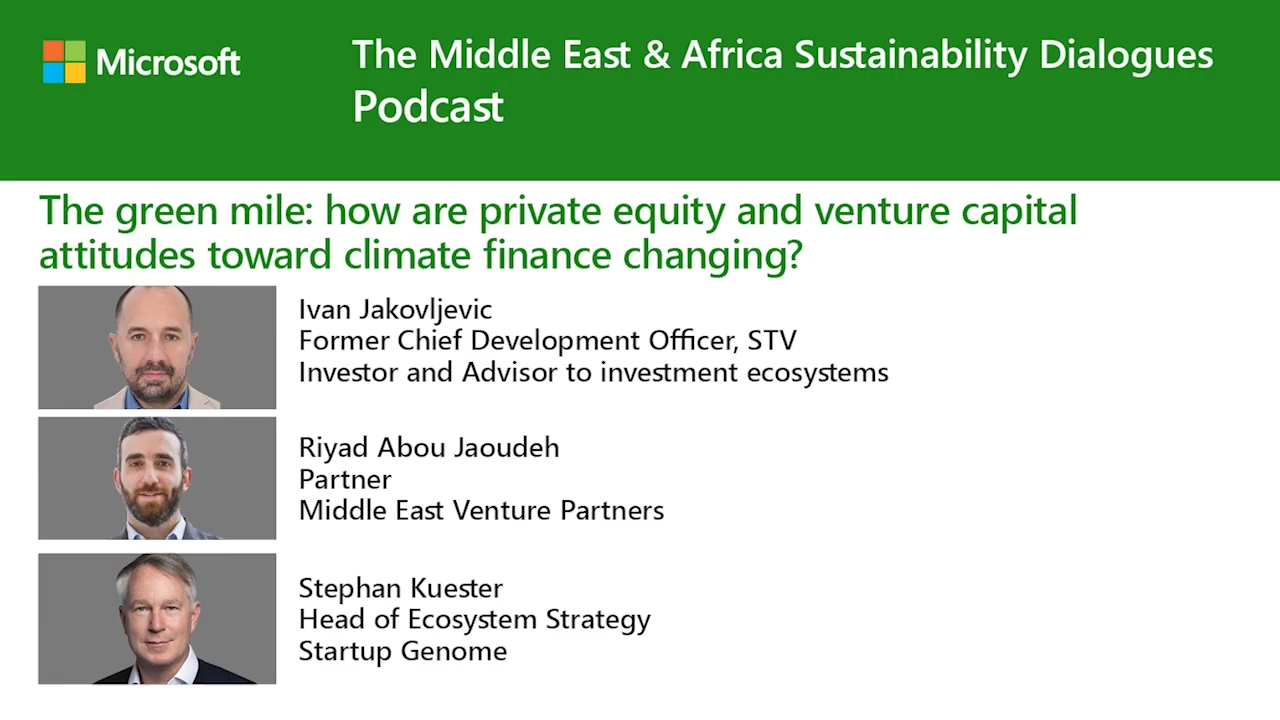 Microsoft
The Middle East & Africa Sustainability Dialogues
Podcast
The green mile: how are private equity and venture capital
attitudes toward climate finance changing?
Ivan Jakovljevic
Former Chief Development Officer, STV
Investor and Advisor to investment ecosystems
Riyad Abou Jaoudeh
Partner
Middle East Venture Partners
Stephan Kuester
Head of Ecosystem Strategy
Startup Genome